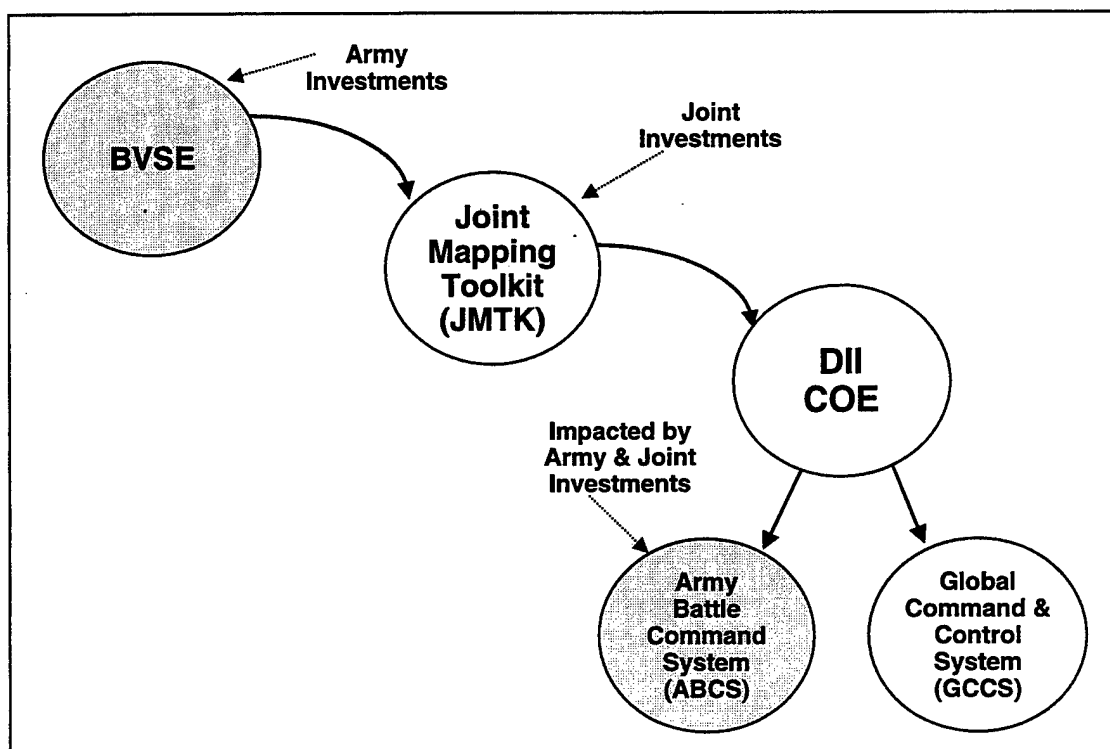 Army
Investments
BVSE
Joint
Investments
Joint
Mapping
Toolkit
(JMTK)
DII
COE
Impacted by
Army & Joint
Investments
Army
Battle
Command
System
(ABCS)
Global
Command &
Control
System
(GCCS)